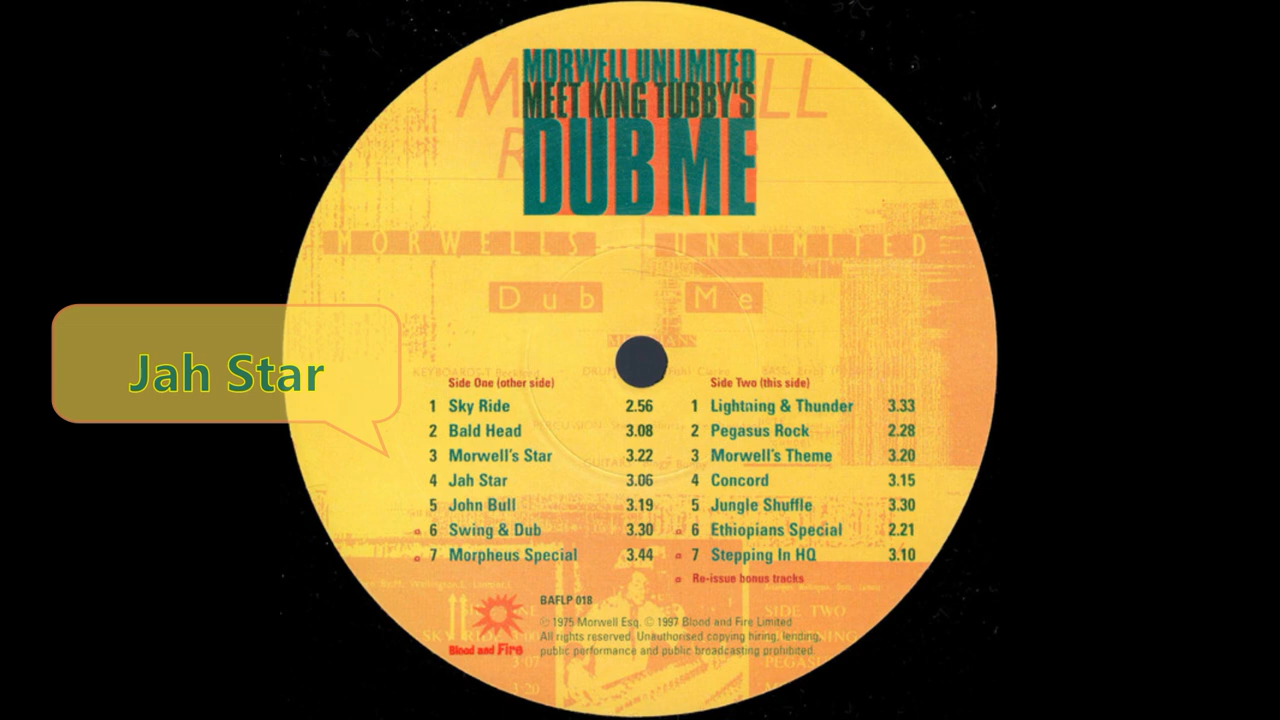 MORWELL UNLIMITED
MEET KING TUBBY'S
DUB ME
MORWELLS UNLIMITED
Dub Me
Jah Star
Side One (other side)
1 Sky Ride 2.56
2 Bald Head 3.08
3 Morwell's Star 3.22
4 Jah Star 3.06
5 John Bull 3.19
6 Swing & Dub 3.30
7 Morpheus Special 3.44
Side Two (this side)
1 Lightning & Thunder 3.33
2 Pegasus Rock 2.28
3 Morwell's Theme 3.20
4 Concord 3.15
5 Jungle Shuffle 3.30
6 Ethiopians Special 2.21
7 Stepping In HQ 3.10
Re-issue bonus tracks
Blood and Fire
BAFLP 018
℗ 1975 Morwell Esq. © 1997 Blood and Fire Limited
All rights reserved. Unauthorised copying hiring, lending,
public performance and public broadcasting prohibited.
SIDE TWO
3.07
3.20